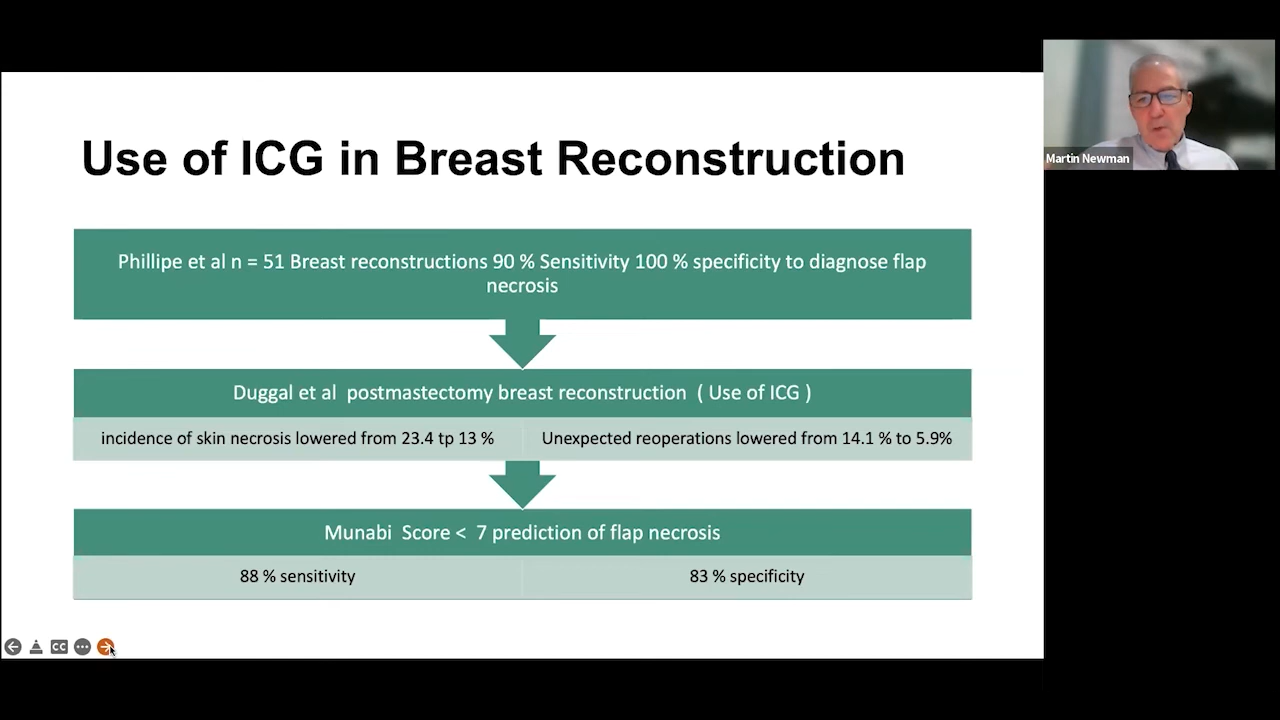 Martin Newman
Use of ICG in Breast Reconstruction
Phillipe et al n = 51 Breast reconstructions 90 % Sensitivity 100 % specificity to diagnose flap
necrosis
Duggal et al postmastectomy breast reconstruction ( Use of ICG )
incidence of skin necrosis lowered from 23.4 tp 13 %
Unexpected reoperations lowered from 14.1 % to 5.9%
Munabi Score < 7 prediction of flap necrosis
88 % sensitivity
83 % specificity
CC